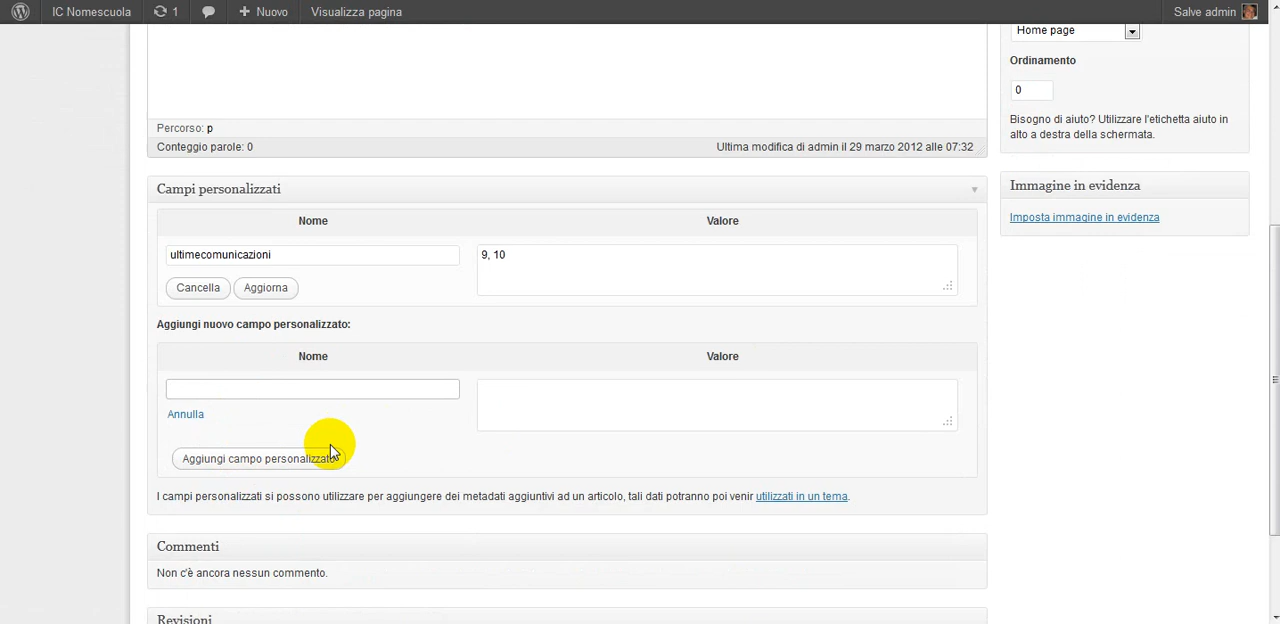 IC Nomescuola 1 Nuovo Visualizza pagina Salve admin
Home page
Ordinamento
0
Bisogno di aiuto? Utilizzare l'etichetta aiuto in
alto a destra della schermata.
Percorso: p
Conteggio parole: 0 Ultima modifica di admin il 29 marzo 2012 alle 07:32
Campi personalizzati
Immagine in evidenza
Imposta immagine in evidenza
Nome Valore
ultimecomunicazioni 9, 10
Cancella Aggiorna
Aggiungi nuovo campo personalizzato:
Nome Valore
Annulla
Aggiungi campo personalizzato
I campi personalizzati si possono utilizzare per aggiungere dei metadati aggiuntivi ad un articolo, tali dati potranno poi venir utilizzati in un tema.
Commenti
Non c'è ancora nessun commento.
Revisioni